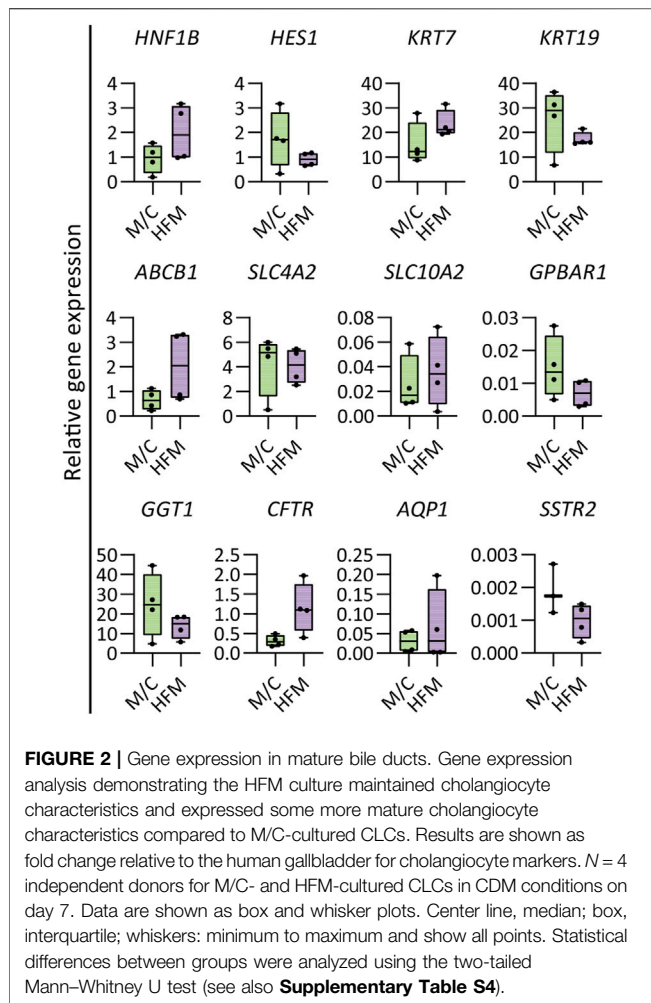 HNF1B HES1 KRT7 KRT19
4 4 40 40
3 3 30 30
2 2 20 20
1 1 10 10
0 0 0 0
M/C HFM M/C HFM M/C HFM M/C HFM
Relative gene expression
ABCB1 SLC4A2 SLC10A2 GPBAR1
4 8 0.08 0.03
3 6 0.06 0.02
2 4 0.04 0.01
1 2 0.02 0.00
0 0 0.00
M/C HFM M/C HFM M/C HFM M/C HFM
GGT1 CFTR AQP1 SSTR2
50 2.5 0.25 0.003
40 2.0 0.20 0.002
30 1.5 0.15 0.001
20 1.0 0.10 0.000
10 0.5 0.05
0 0.0 0.00
M/C HFM M/C HFM M/C HFM M/C HFM
FIGURE 2 | Gene expression in mature bile ducts. Gene expression
analysis demonstrating the HFM culture maintained cholangiocyte
characteristics and expressed some more mature cholangiocyte
characteristics compared to M/C-cultured CLCs. Results are shown as
fold change relative to the human gallbladder for cholangiocyte markers. N = 4
independent donors for M/C- and HFM-cultured CLCs in CDM conditions on
day 7. Data are shown as box and whisker plots. Center line, median; box,
interquartile; whiskers: minimum to maximum and show all points. Statistical
differences between groups were analyzed using the two-tailed
Mann–Whitney U test (see also Supplementary Table S4).